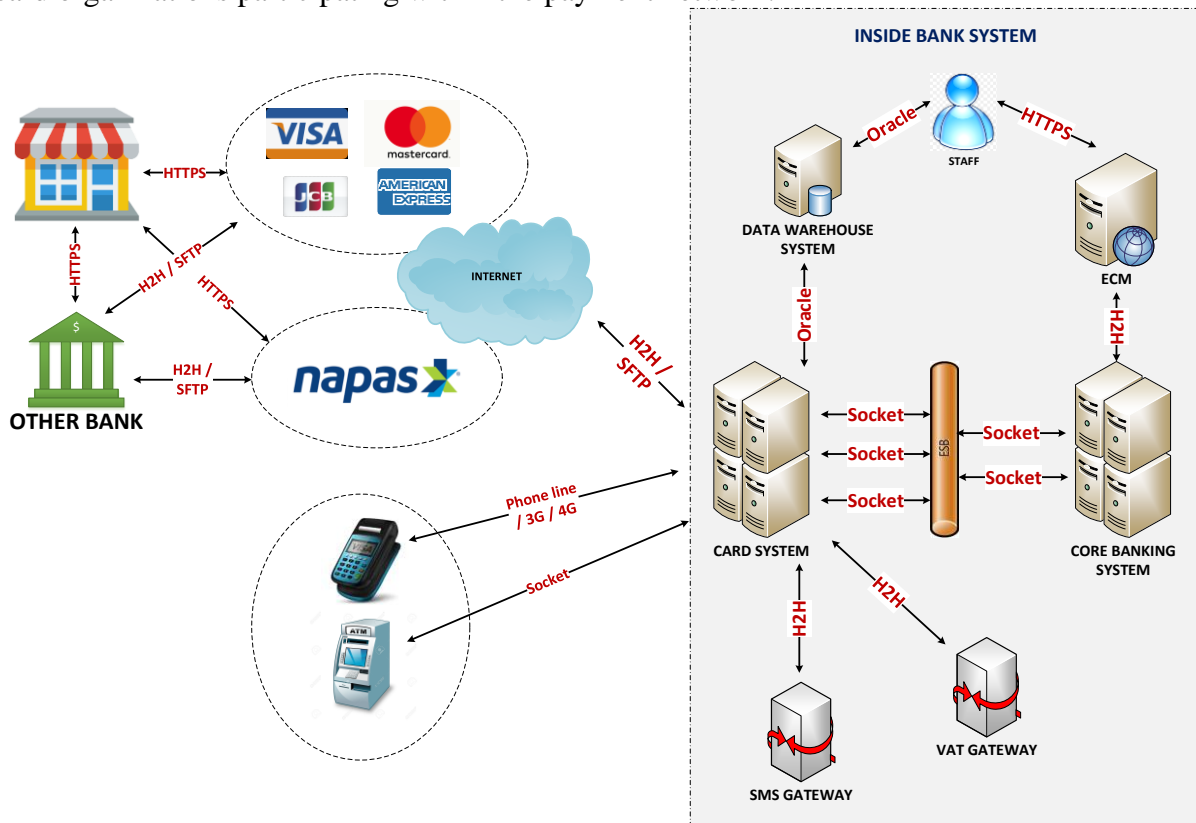 INSIDE BANK SYSTEM
VISA
mastercard.
JCB
AMERICAN
EXPRESS
HTTPS
HTTPS
H2H / SFTP
HTTPS
INTERNET
$
OTHER BANK
H2H /
SFTP
napas
H2H /
SFTP
Phone line
/ 3G / 4G
VISA
Socket
ATM
Oracle
HTTPS
STAFF
DATA WAREHOUSE
SYSTEM
ECM
Oracle
H2H
Socket
Socket
Socket
ESB
Socket
Socket
CARD SYSTEM
CORE BANKING
SYSTEM
H2H
H2H
SMS GATEWAY
VAT GATEWAY